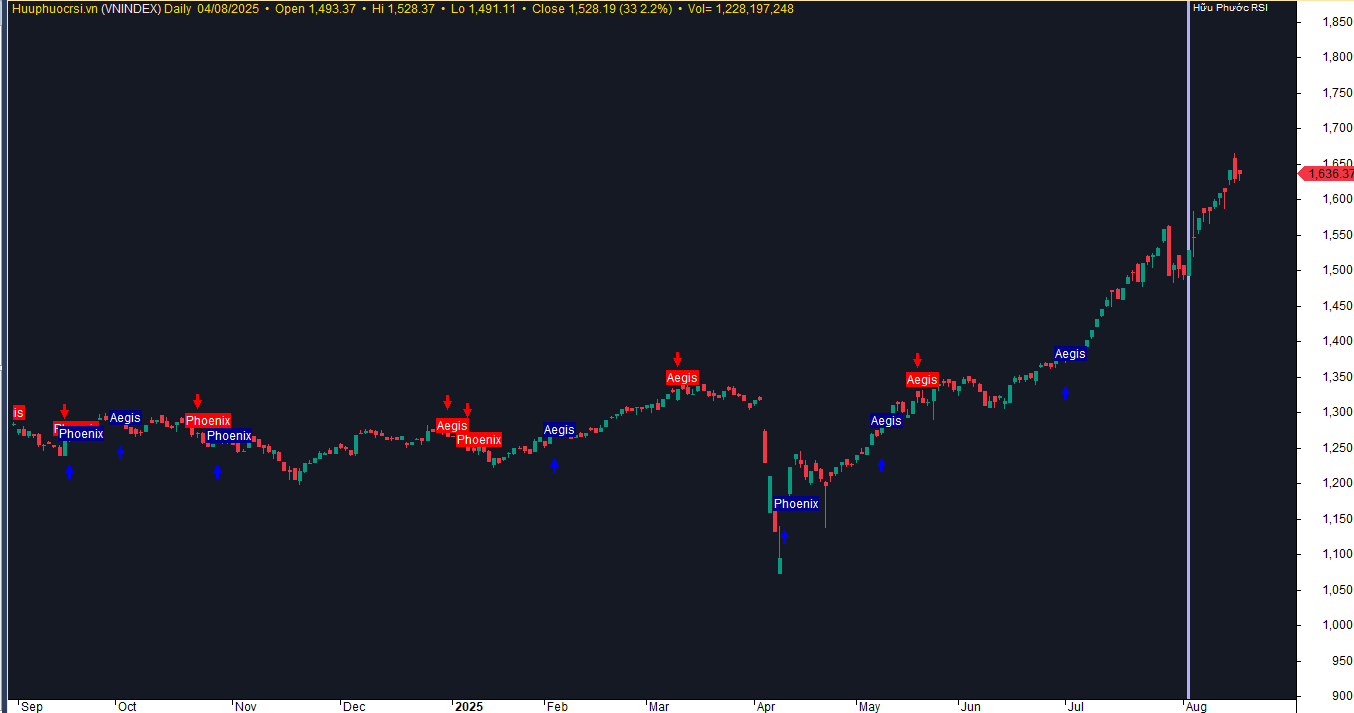 Huuphuocrsi.vn (VNINDEX) Daily 04/08/2025 • Open 1,493.37 • Hi 1,528.37 • Lo 1,491.11 • Close 1,528.19 (33 2.2%) • Vol= 1,228,197,248
Hữu Phước RSI
1,850
1,800
1,750
1,700
1,650
1,636.37
1,600
1,550
1,500
1,450
1,400
1,350
1,300
1,250
1,200
1,150
1,100
1,050
1,000
950
900
is
Phoenix
Aegis
Phoenix
Phoenix
Aegis
Phoenix
Aegis
Aegis
Phoenix
Aegis
Aegis
Aegis
Sep Oct Nov Dec 2025 Feb Mar Apr May Jun Jul Aug